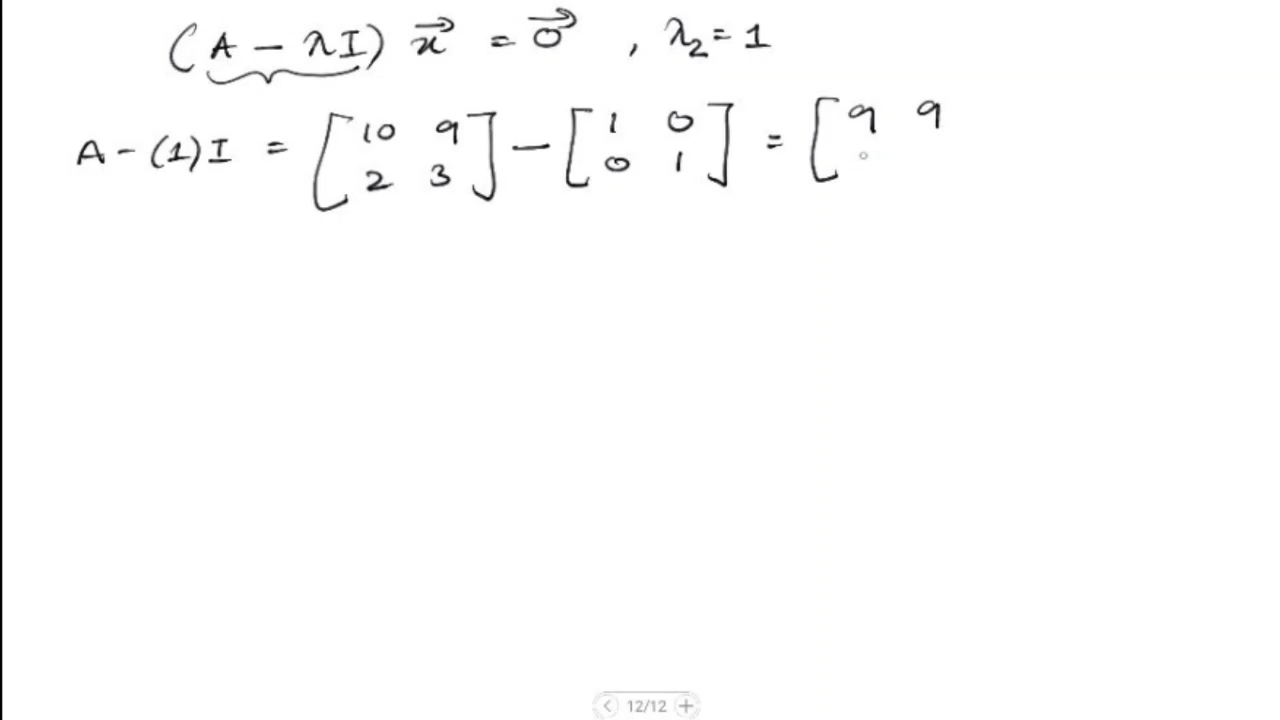 (A − λI) x⃗ = 0⃗ , λ₂ = 1
A − (1)I = [10 9; 2 3] − [1 0; 0 1] = [9 9
12/12